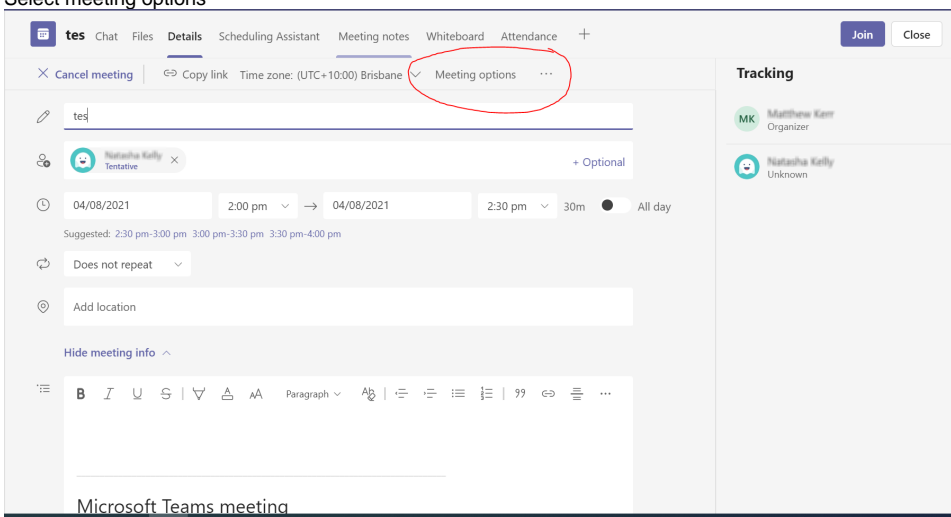 Select meeting options
tes Chat Files Details Scheduling Assistant Meeting notes Whiteboard Attendance + Join Close
× Cancel meeting Copy link Time zone: (UTC+10:00) Brisbane Meeting options ... Tracking
tes
MK
Organizer
Tentative × + Optional
Unknown
04/08/2021 2:00 pm → 04/08/2021 2:30 pm 30m All day
Suggested: 2:30 pm-3:00 pm 3:00 pm-3:30 pm 3:30 pm-4:00 pm
Does not repeat
Add location
Hide meeting info
B I U S A AA Paragraph Ab 99 ...
Microsoft Teams meeting